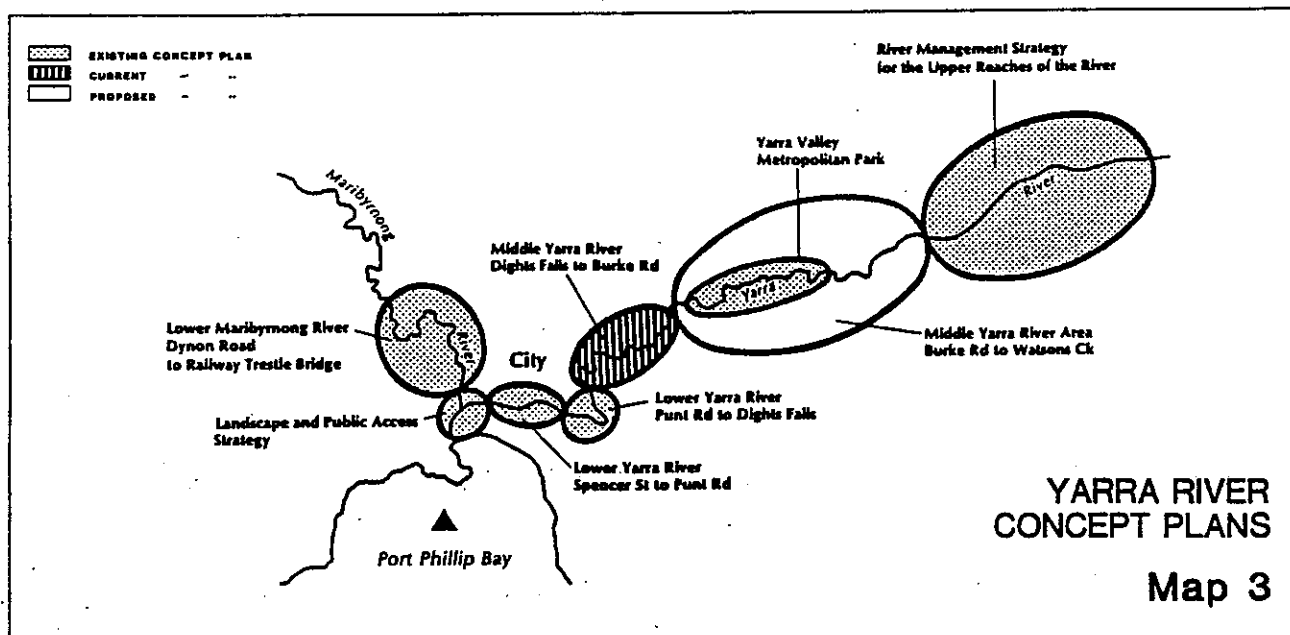 EXISTING CONCEPT PLAN
CURRENT - "
PROPOSED - "
River Management Strategy
for the Upper Reaches of the River
Yarra Valley
Metropolitan Park
Maribyrnong
River
Middle Yarra River
Dights Falls to Burke Rd
Yarra
River
Lower Maribyrnong River
Dynon Road
to Railway Trestle Bridge
City
Middle Yarra River Area
Burke Rd to Watsons Ck
Landscape and Public Access
Strategy
Lower Yarra River
Punt Rd to Dights Falls
Lower Yarra River
Spencer St to Punt Rd
Port Phillip Bay
YARRA RIVER
CONCEPT PLANS
Map 3